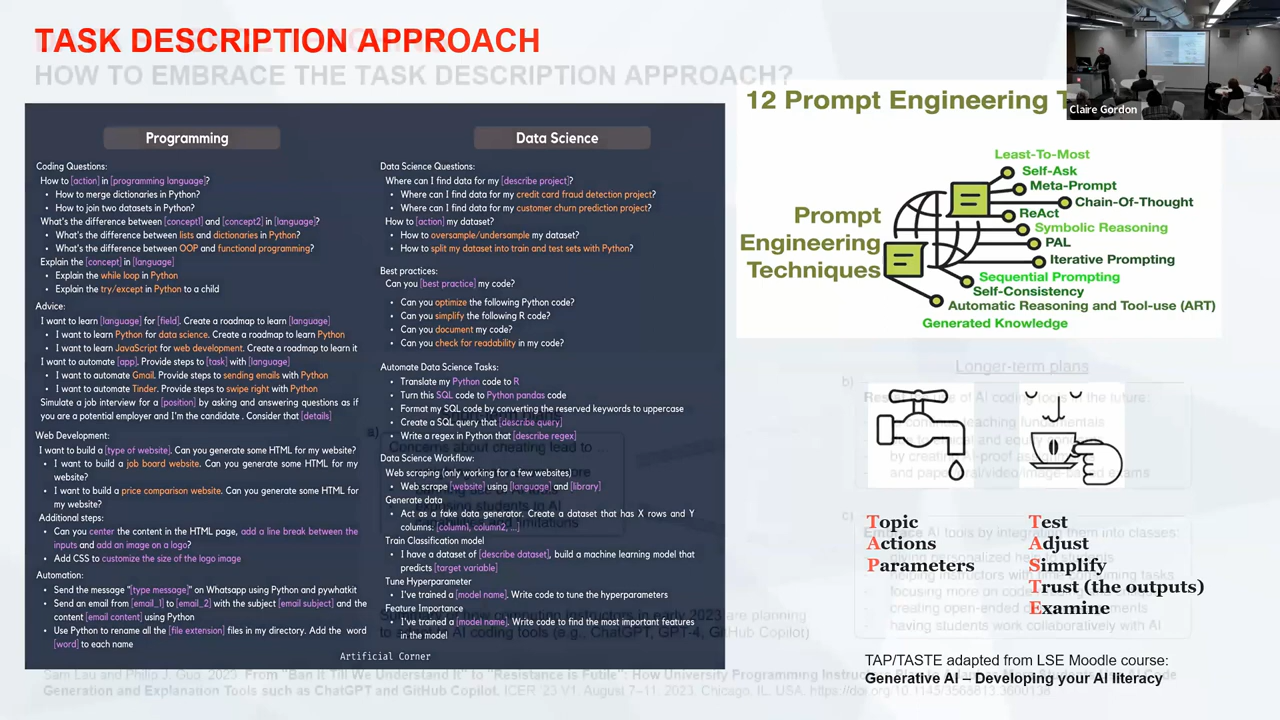 TASK DESCRIPTION APPROACH
HOW TO EMBRACE THE TASK DESCRIPTION APPROACH?
Programming
Coding Questions:
How to [action] in [programming language]?
• How to merge dictionaries in Python?
• How to join two datasets in Python?
What's the difference between [concept1] and [concept2] in [language]?
• What's the difference between lists and dictionaries in Python?
• What's the difference between OOP and functional programming?
Explain the [concept] in [language]
• Explain the while loop in Python
• Explain the try/except in Python to a child
Advice:
I want to learn [language] for [field]. Create a roadmap to learn [language]
• I want to learn Python for data science. Create a roadmap to learn Python
• I want to learn JavaScript for web development. Create a roadmap to learn it
I want to automate [app]. Provide steps to [task] with [language]
• I want to automate Gmail. Provide steps to sending emails with Python
• I want to automate Tinder. Provide steps to swipe right with Python
Simulate a job interview for a [position] by asking and answering questions as if
you are a potential employer and I'm the candidate . Consider that [details]
Web Development:
I want to build a [type of website]. Can you generate some HTML for my website?
• I want to build a job board website. Can you generate some HTML for my
website?
• I want to build a price comparison website. Can you generate some HTML for
my website?
Additional steps:
• Can you center the content in the HTML page, add a line break between the
inputs and add an image on a logo?
• Add CSS to customize the size of the logo image
Automation:
• Send the message "[type message]" on Whatsapp using Python and pywhatkit
• Send an email from [email_1] to [email_2] with the subject [email subject] and the
content [email content] using Python
• Use Python to rename all the [file extension] files in my directory. Add the word
[word] to each name
Data Science
Data Science Questions:
Where can I find data for my [describe project]?
• Where can I find data for my credit card fraud detection project?
• Where can I find data for my customer churn prediction project?
How to [action] my dataset?
• How to oversample/undersample my dataset?
• How to split my dataset into train and test sets with Python?
Best practices:
Can you [best practice] my code?
• Can you optimize the following Python code?
• Can you simplify the following R code?
• Can you document my code?
• Can you check for readability in my code?
Automate Data Science Tasks:
• Translate my Python code to R
• Turn this SQL code to Python pandas code
• Format my SQL code by converting the reserved keywords to uppercase
• Create a SQL query that [describe query]
• Write a regex in Python that [describe regex]
Data Science Workflow:
Web scraping (only working for a few websites)
• Web scrape [website] using [language] and [library]
Generate data
• Act as a fake data generator. Create a dataset that has X rows and Y
columns: [column, column2, ...]
Train Classification model
• I have a dataset of [describe dataset], build a machine learning model that
predicts [target variable]
Tune Hyperparameter
• I've trained a [model name]. Write code to tune the hyperparameters
Feature Importance
• I've trained a [model name]. Write code to find the most important features
in the model
Artificial Corner
12 Prompt Engineering
Claire Gordon
Prompt
Engineering
Techniques
Least-To-Most
Self-Ask
Meta-Prompt
Chain-Of-Thought
ReAct
Symbolic Reasoning
PAL
Iterative Prompting
Sequential Prompting
Self-Consistency
Automatic Reasoning and Tool-use (ART)
Generated Knowledge
Longer-term plans
b)
a)
Concerns about cheating lead to
c)
Embrace AI tools by integrating them into classes:
Topic
Actions
Parameters
Test
Adjust
Simplify
Trust (the outputs)
Examine
TAP/TASTE adapted from LSE Moodle course:
Generative AI – Developing your AI literacy